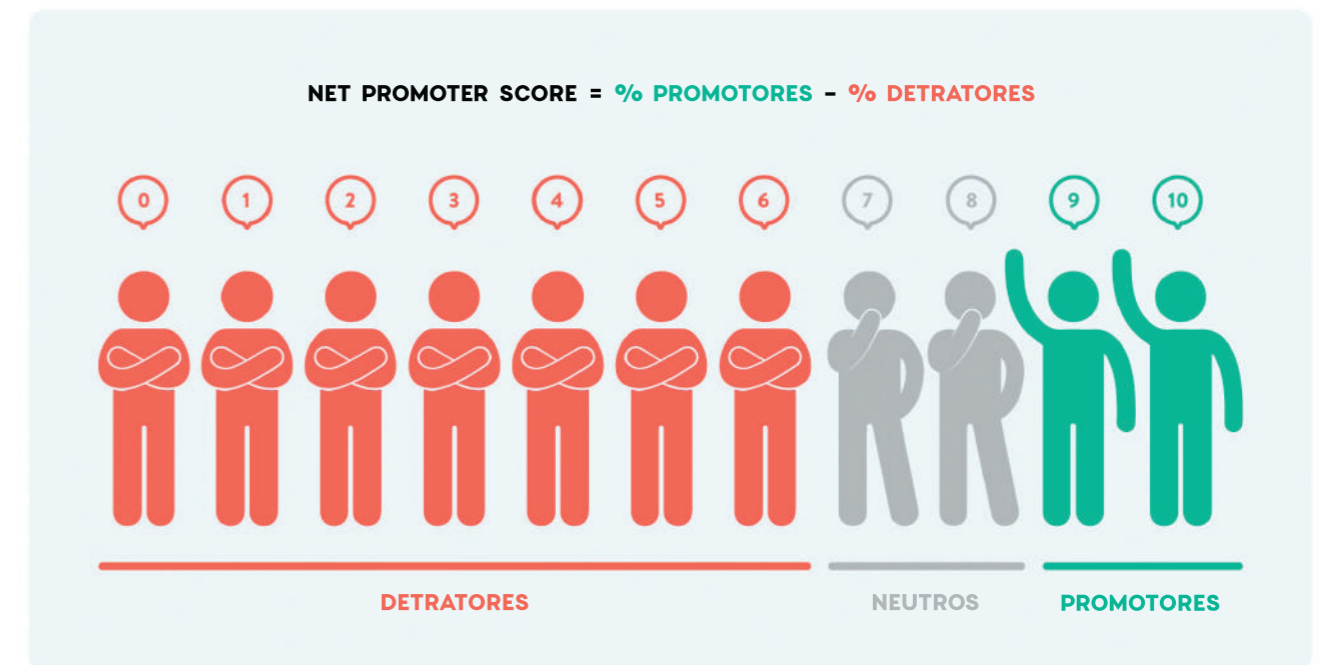 NET PROMOTER SCORE = % PROMOTORES - % DETRATORES
0 1 2 3 4 5 6 7 8 9 10
DETRATORES NEUTROS PROMOTORES